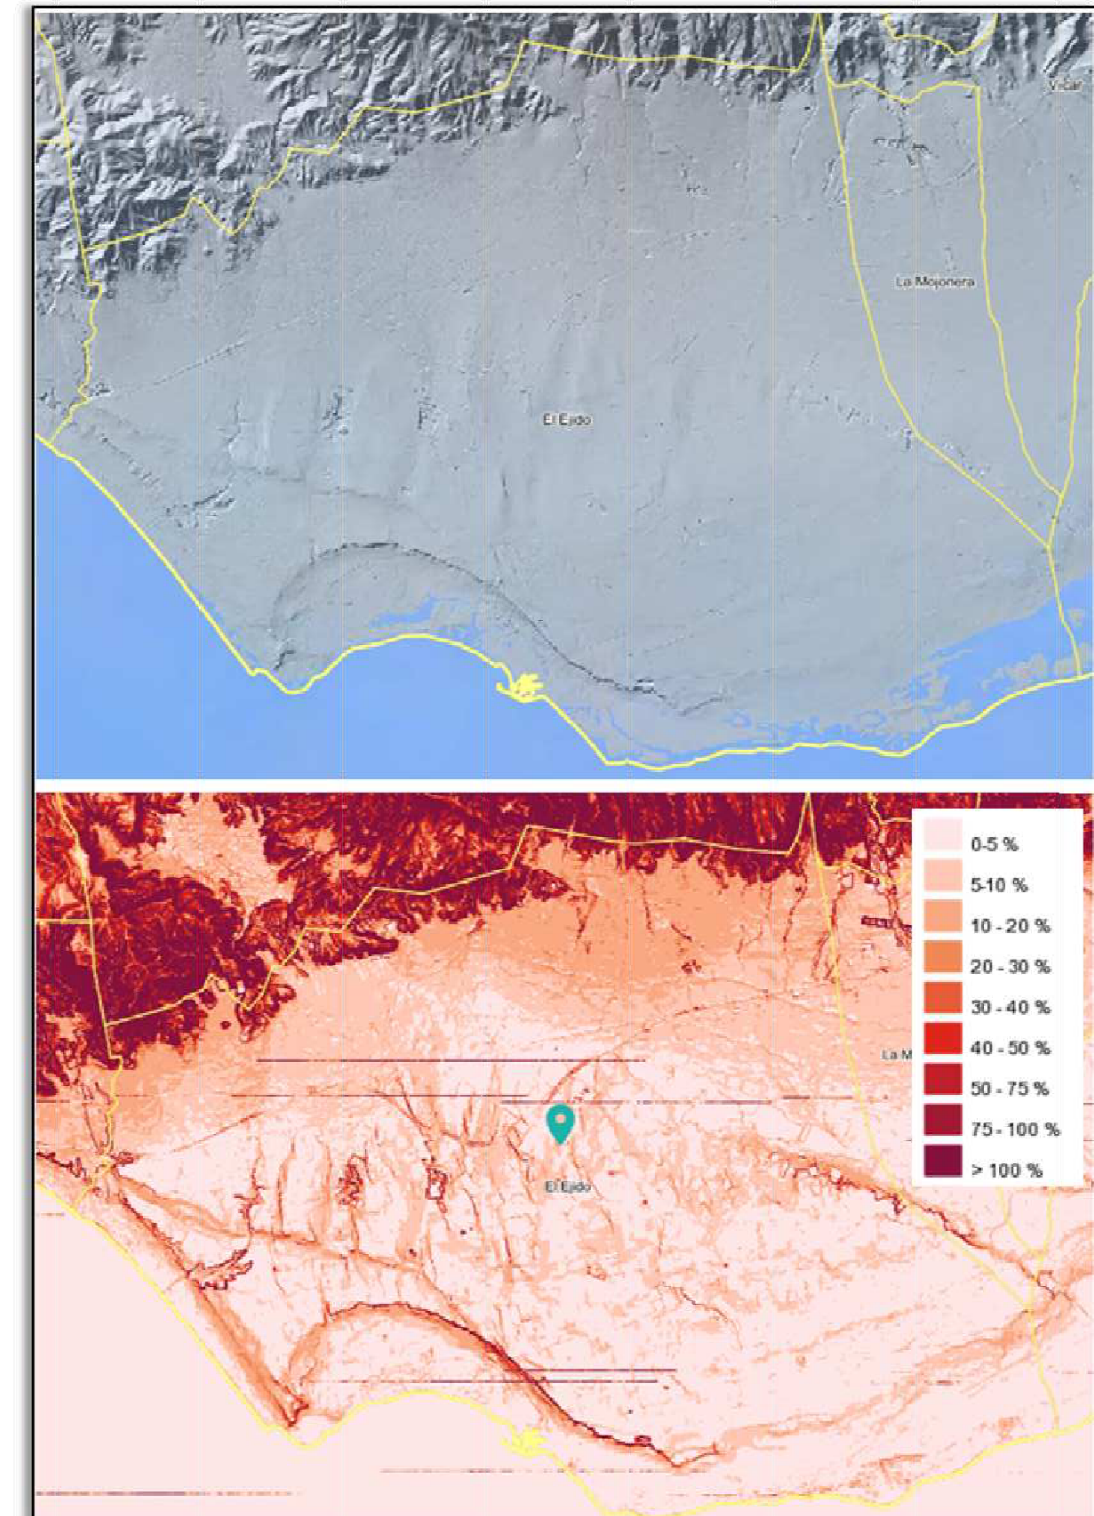 Vícar
La Mojonera
El Ejido
0-5 %
5-10 %
10 - 20 %
20 - 30 %
30 - 40 %
40 - 50 %
La M
50 - 75 %
75 - 100 %
> 100 %
El Ejido